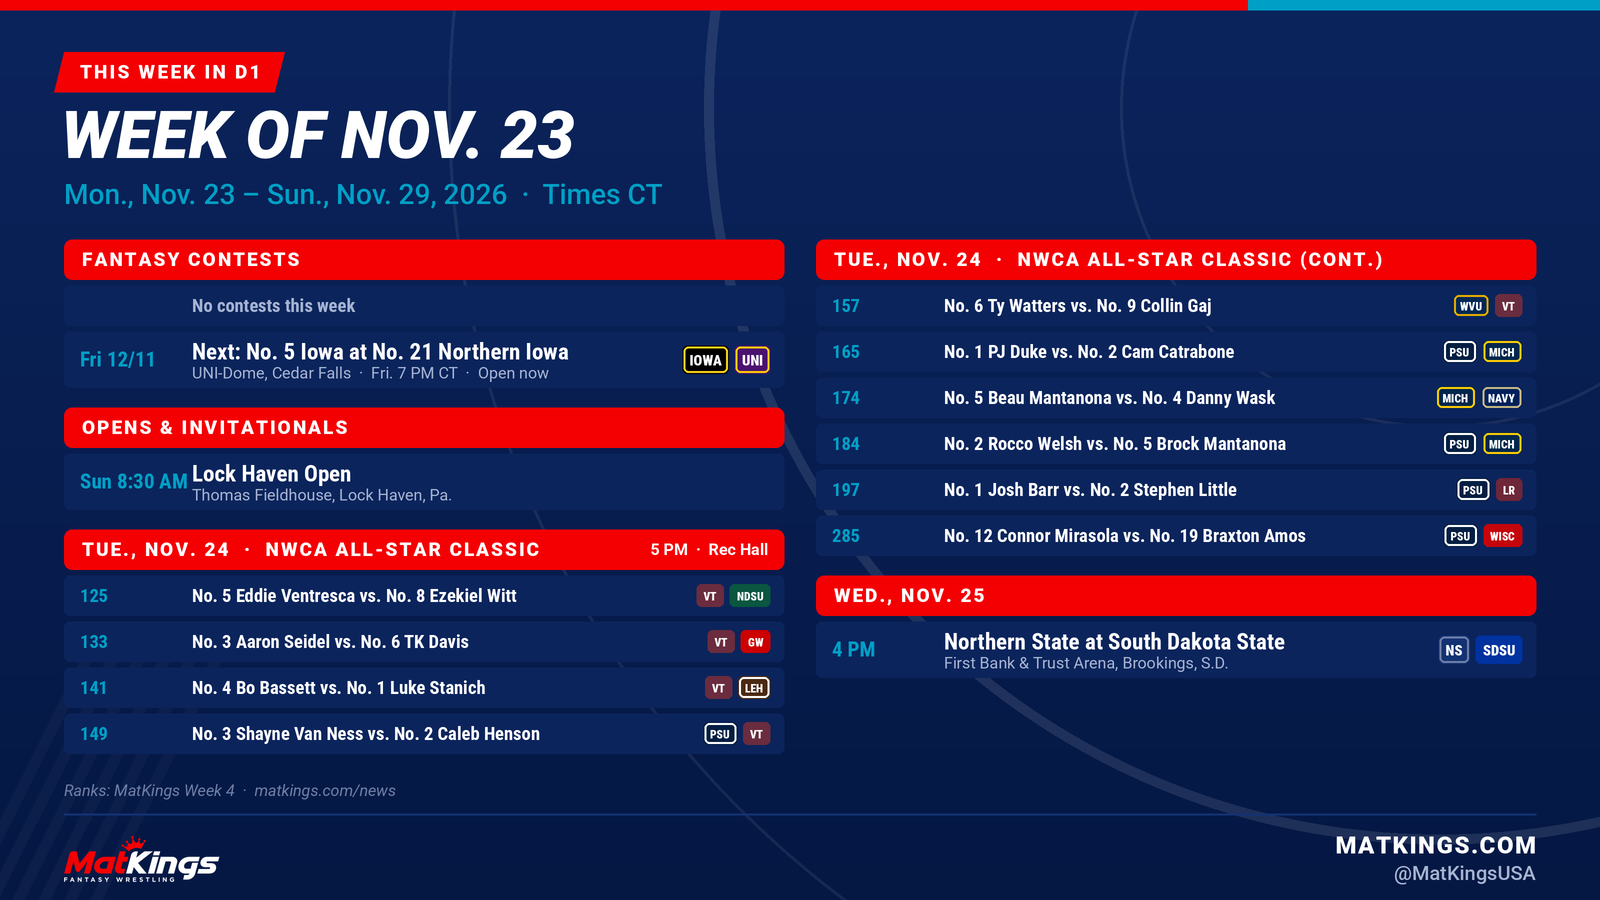 THIS WEEK IN D1
WEEK OF NOV. 23
Mon., Nov. 23 – Sun., Nov. 29, 2026 · Times CT
FANTASY CONTESTS
No contests this week
Fri 12/11
Next: No. 5 Iowa at No. 21 Northern Iowa
UNI-Dome, Cedar Falls · Fri. 7 PM CT · Open now
IOWA UNI
OPENS & INVITATIONALS
Sun 8:30 AM Lock Haven Open
Thomas Fieldhouse, Lock Haven, Pa.
TUE., NOV. 24 · NWCA ALL-STAR CLASSIC 5 PM · Rec Hall
125 No. 5 Eddie Ventresca vs. No. 8 Ezekiel Witt VT NDSU
133 No. 3 Aaron Seidel vs. No. 6 TK Davis VT GW
141 No. 4 Bo Bassett vs. No. 1 Luke Stanich VT LEH
149 No. 3 Shayne Van Ness vs. No. 2 Caleb Henson PSU VT
TUE., NOV. 24 · NWCA ALL-STAR CLASSIC (CONT.)
157 No. 6 Ty Watters vs. No. 9 Collin Gaj WVU VT
165 No. 1 PJ Duke vs. No. 2 Cam Catrabone PSU MICH
174 No. 5 Beau Mantanona vs. No. 4 Danny Wask MICH NAVY
184 No. 2 Rocco Welsh vs. No. 5 Brock Mantanona PSU MICH
197 No. 1 Josh Barr vs. No. 2 Stephen Little PSU LR
285 No. 12 Connor Mirasola vs. No. 19 Braxton Amos PSU WISC
WED., NOV. 25
4 PM Northern State at South Dakota State NS SDSU
First Bank & Trust Arena, Brookings, S.D.
Ranks: MatKings Week 4 · matkings.com/news
MatKings
FANTASY WRESTLING
MATKINGS.COM
@MatKingsUSA